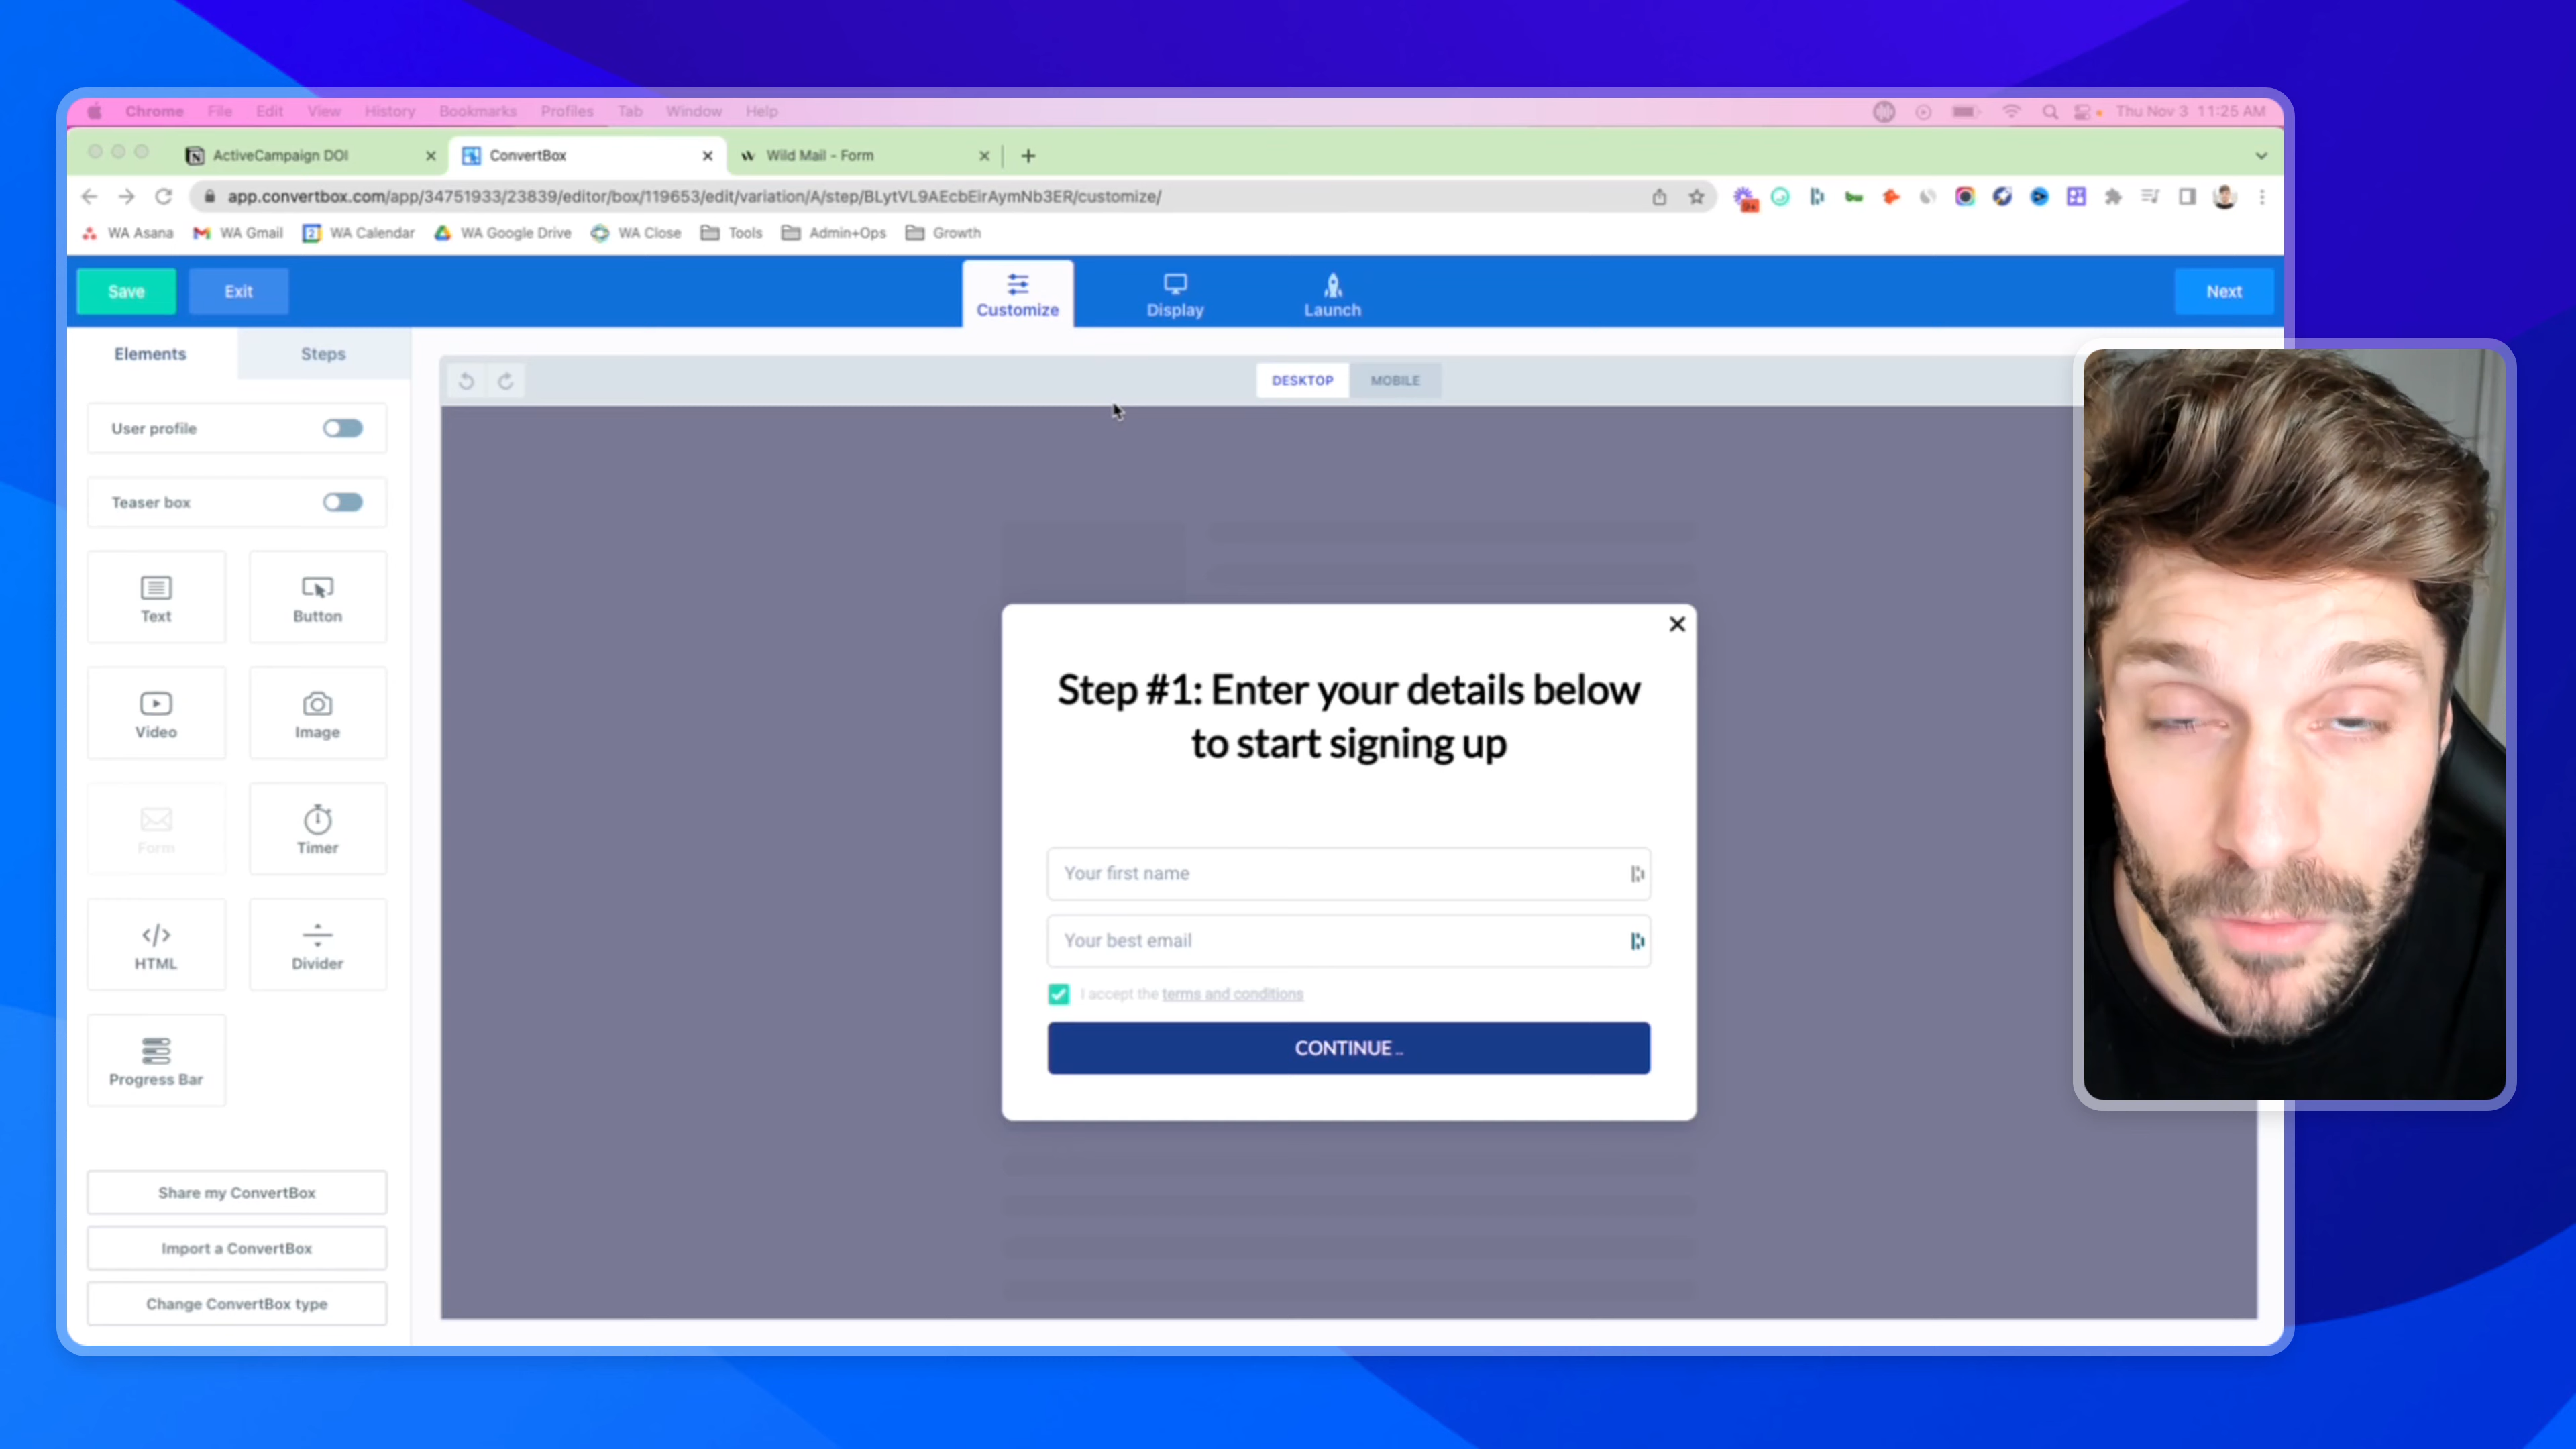 Chrome File Edit View History Bookmarks Profiles Tab Window Help Thu Nov 3 11:25 AM
ActiveCampaign DOI ConvertBox Wild Mail - Form
app.convertbox.com/app/34751933/23839/editor/box/119653/edit/variation/A/step/BLytVL9AEcbEirAymNb3ER/customize/
WA Asana WA Gmail WA Calendar WA Google Drive WA Close Tools Admin+Ops Growth
Save Exit Customize Display Launch Next
Elements Steps
DESKTOP MOBILE
User profile
Teaser box
Text Button
Video Image
Form Timer
HTML Divider
Progress Bar
Share my ConvertBox
Import a ConvertBox
Change ConvertBox type
Step #1: Enter your details below
to start signing up
Your first name
Your best email
I accept the terms and conditions
CONTINUE ..